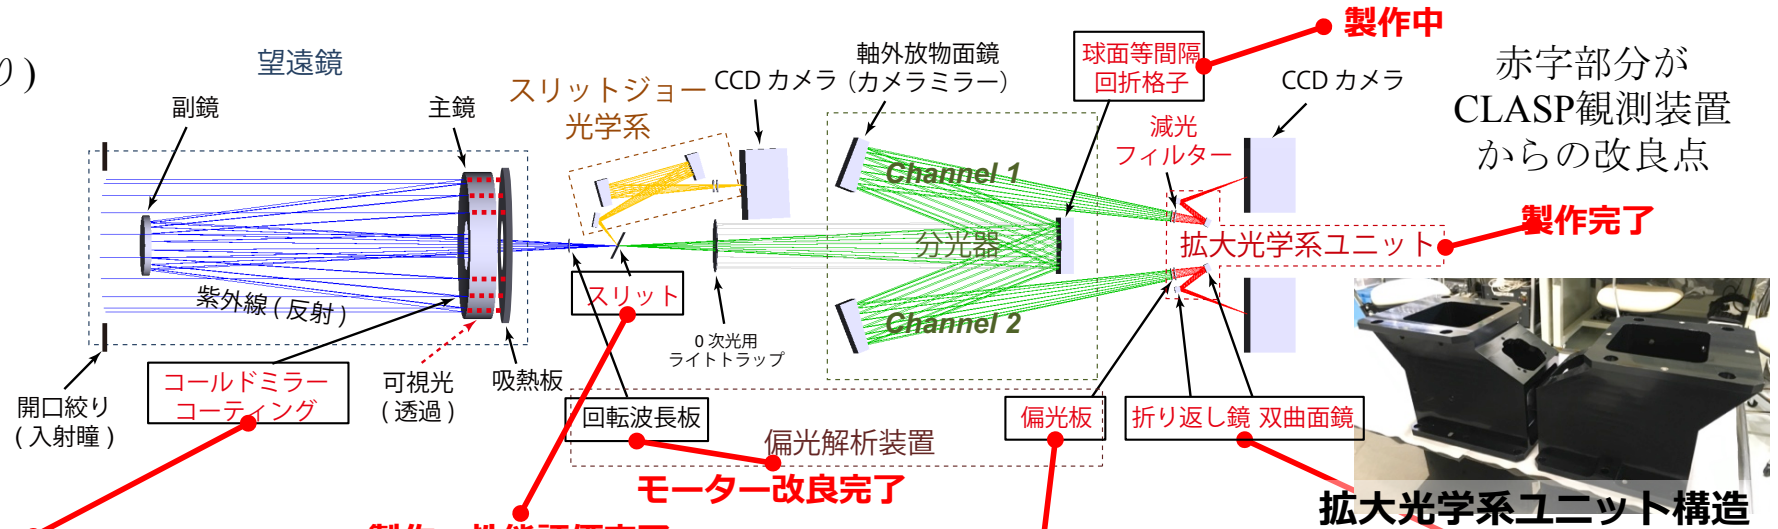 り)
望遠鏡
副鏡
主鏡
スリットジョー
光学系
CCD カメラ
軸外放物面鏡
(カメラミラー)
球面等間隔
回折格子
製作中
CCD カメラ
赤字部分が
CLASP観測装置
からの改良点
減光
フィルター
Channel 1
分光器
Channel 2
拡大光学系ユニット
製作完了
紫外線 ( 反射 )
スリット
0 次光用
ライトトラップ
開口絞り
( 入射瞳 )
コールドミラー
コーティング
可視光
( 透過 )
吸熱板
回転波長板
偏光解析装置
偏光板
折り返し鏡 双曲面鏡
モーター改良完了
拡大光学系ユニット構造